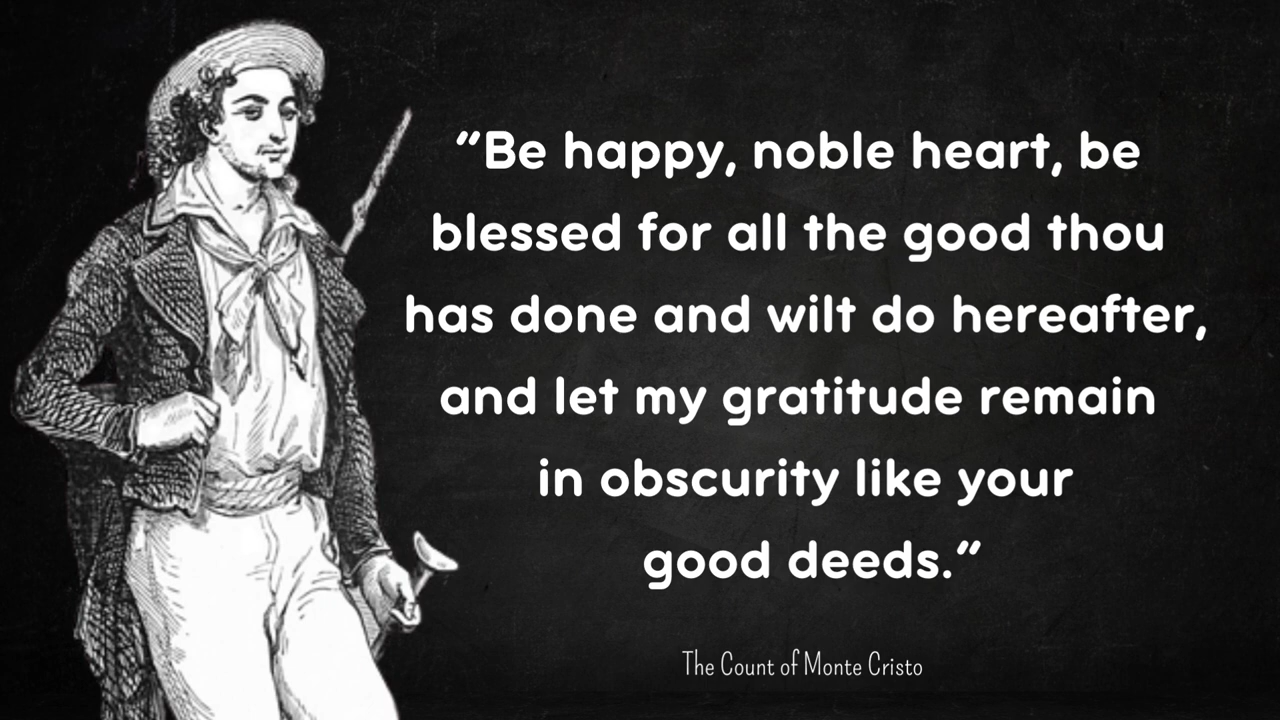 “Be happy, noble heart, be
blessed for all the good thou
has done and wilt do hereafter,
and let my gratitude remain
in obscurity like your
good deeds.”
The Count of Monte Cristo